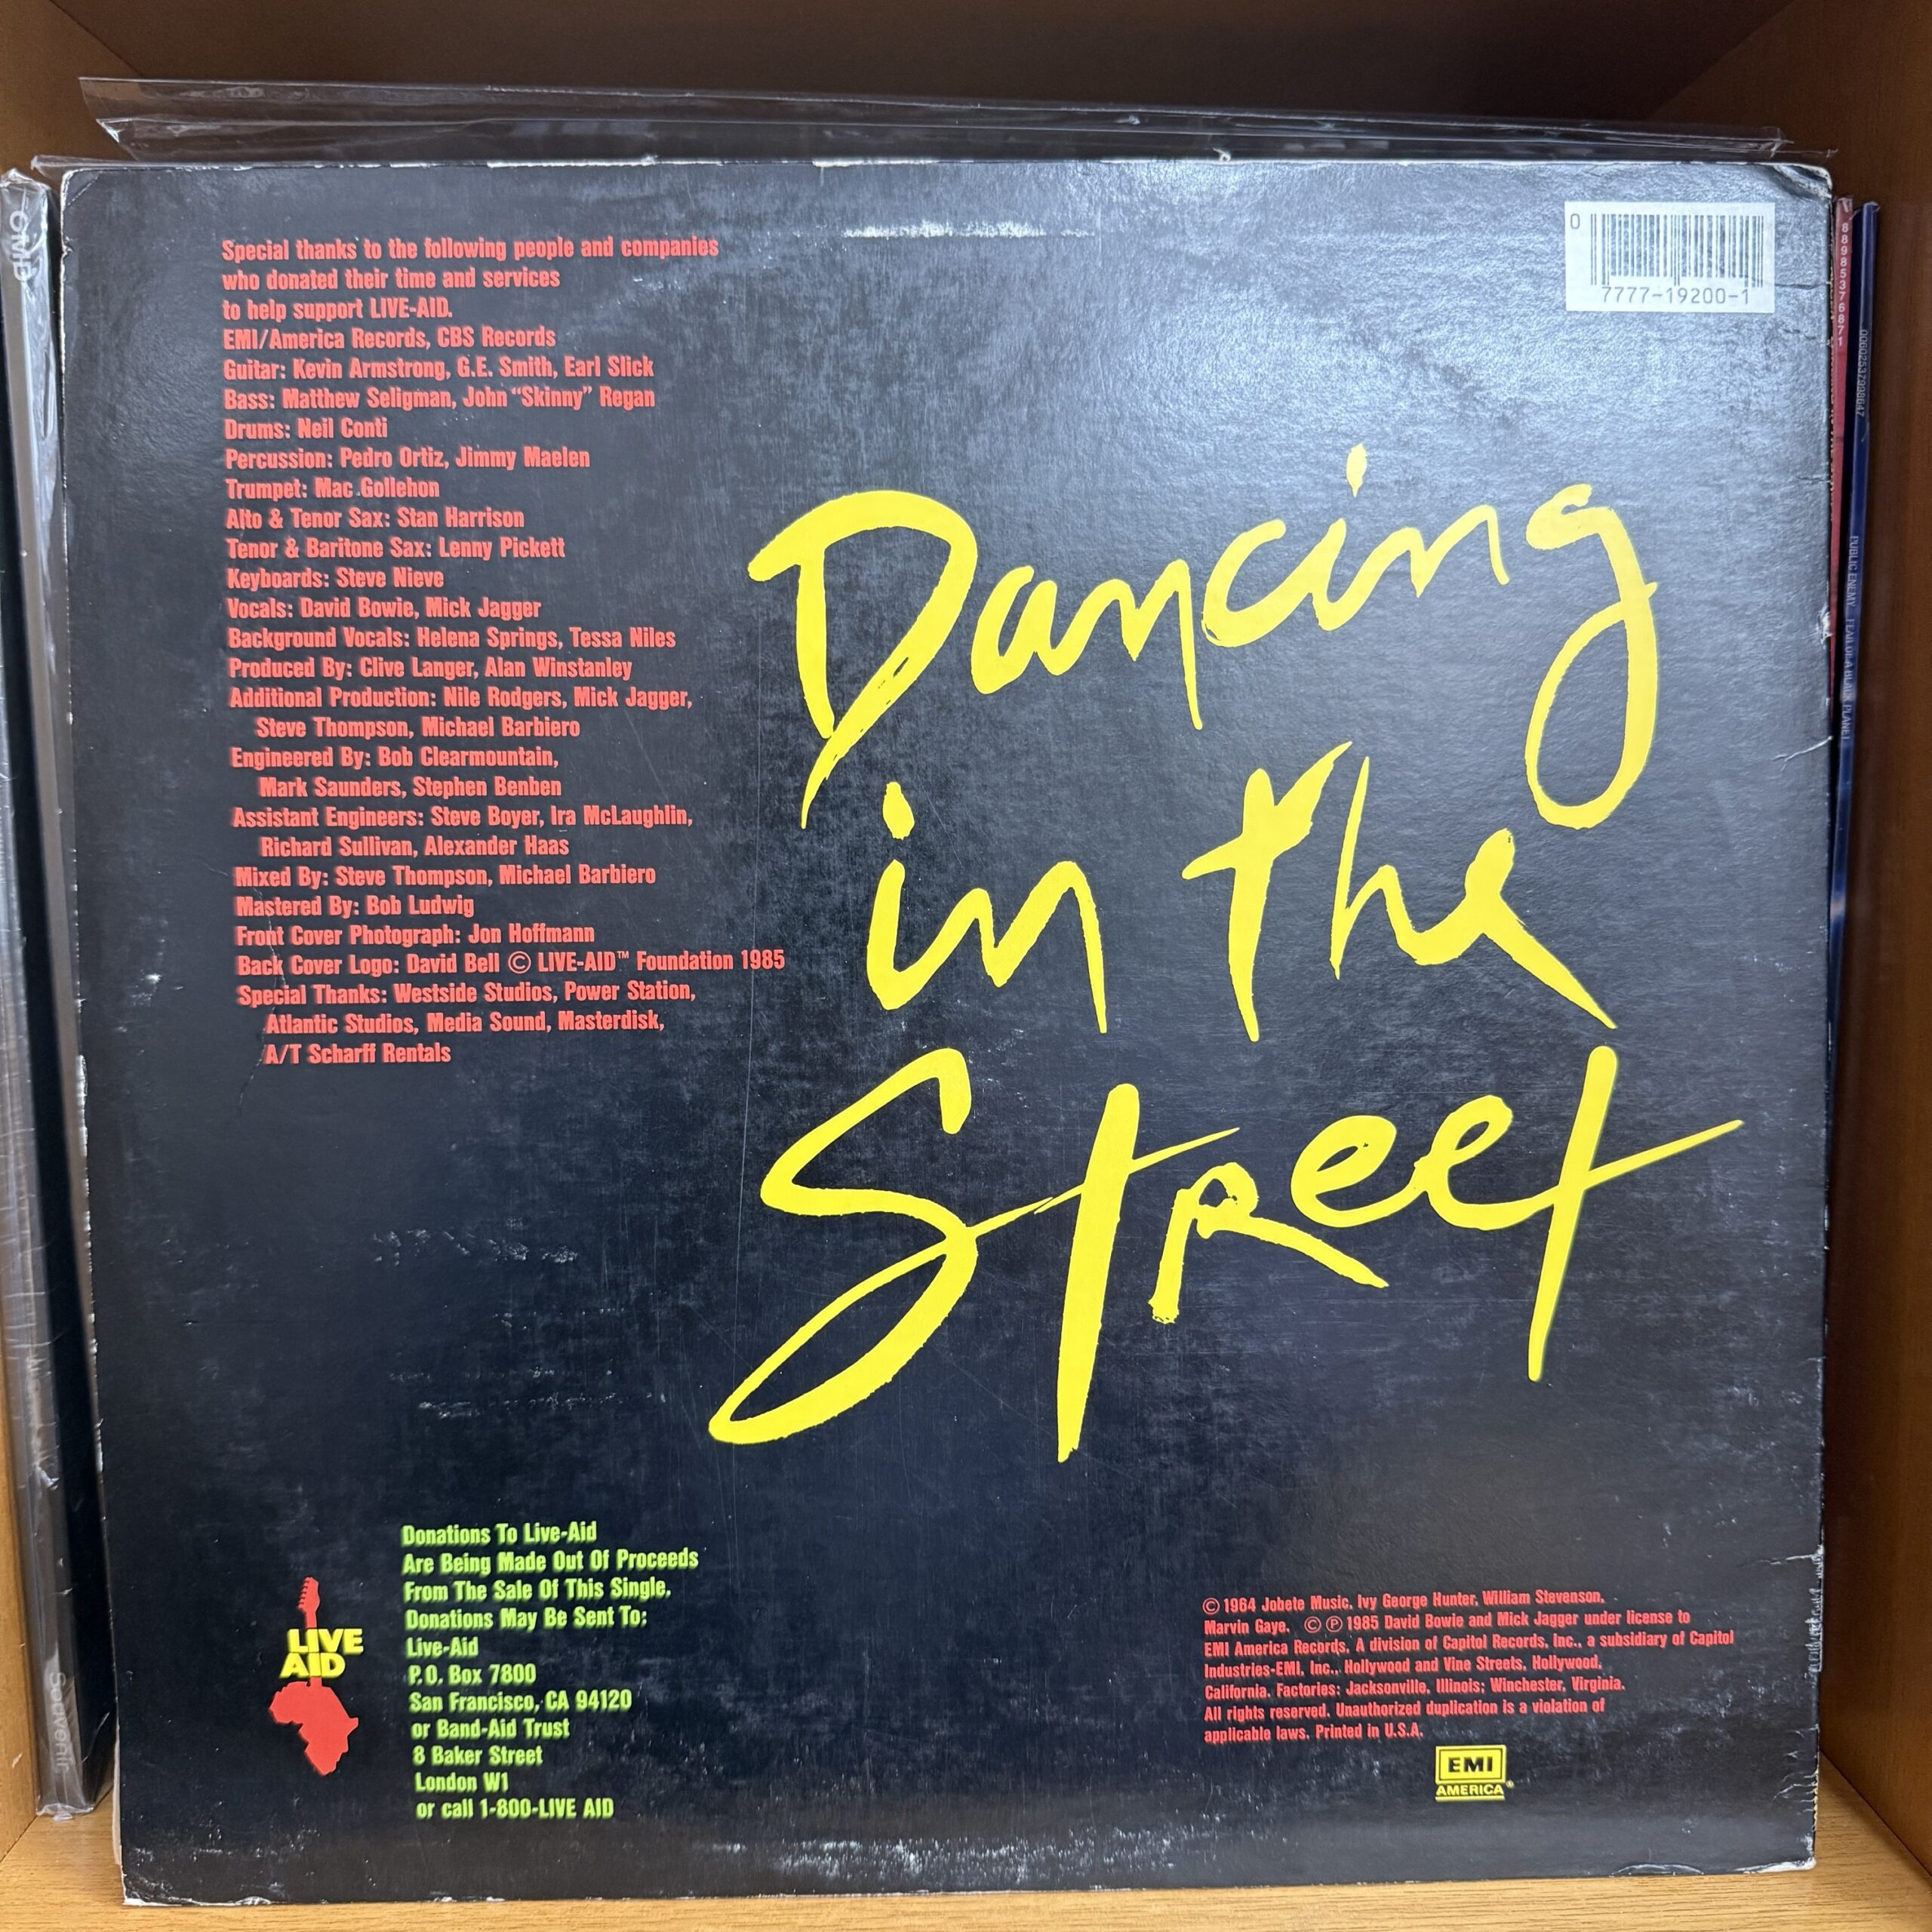 Special thanks to the following people and companies
who donated their time and services
to help support LIVE-AID.
EMI/America Records, CBS Records
Guitar: Kevin Armstrong, G.E. Smith, Earl Slick
Bass: Matthew Seligman, John “Skinny” Regan
Drums: Neil Conti
Percussion: Pedro Ortiz, Jimmy Maelen
Trumpet: Mac Gollehon
Alto & Tenor Sax: Stan Harrison
Tenor & Baritone Sax: Lenny Pickett
Keyboards: Steve Nieve
Vocals: David Bowie, Mick Jagger
Background Vocals: Helena Springs, Tessa Niles
Produced By: Clive Langer, Alan Winstanley
Additional Production: Nile Rodgers, Mick Jagger,
Steve Thompson, Michael Barbiero
Engineered By: Bob Clearmountain,
Mark Saunders, Stephen Benben
Assistant Engineers: Steve Boyer, Ira McLaughlin,
Richard Sullivan, Alexander Haas
Mixed By: Steve Thompson, Michael Barbiero
Mastered By: Bob Ludwig
Front Cover Photograph: Jon Hoffmann
Back Cover Logo: David Bell © LIVE-AID™ Foundation 1985
Special Thanks: Westside Studios, Power Station,
Atlantic Studios, Media Sound, Masterdisk,
A/T Scharff Rentals
0
7777-19200-1
Dancing
in the
Street
LIVE
AID
Donations To Live-Aid
Are Being Made Out Of Proceeds
From The Sale Of This Single.
Donations May Be Sent To:
Live-Aid
P.O. Box 7800
San Francisco, CA 94120
or Band-Aid Trust
8 Baker Street
London W1
or call 1-800-LIVE AID
© 1964 Jobete Music, Ivy George Hunter, William Stevenson,
Marvin Gaye. © ℗ 1985 David Bowie and Mick Jagger under license to
EMI America Records, A division of Capitol Records, Inc., a subsidiary of Capitol
Industries-EMI, Inc., Hollywood and Vine Streets, Hollywood,
California. Factories: Jacksonville, Illinois; Winchester, Virginia.
All rights reserved. Unauthorized duplication is a violation of
applicable laws. Printed in U.S.A.
EMI
AMERICA®
OMD
Souvenir
88985376871
PUBLIC ENEMY